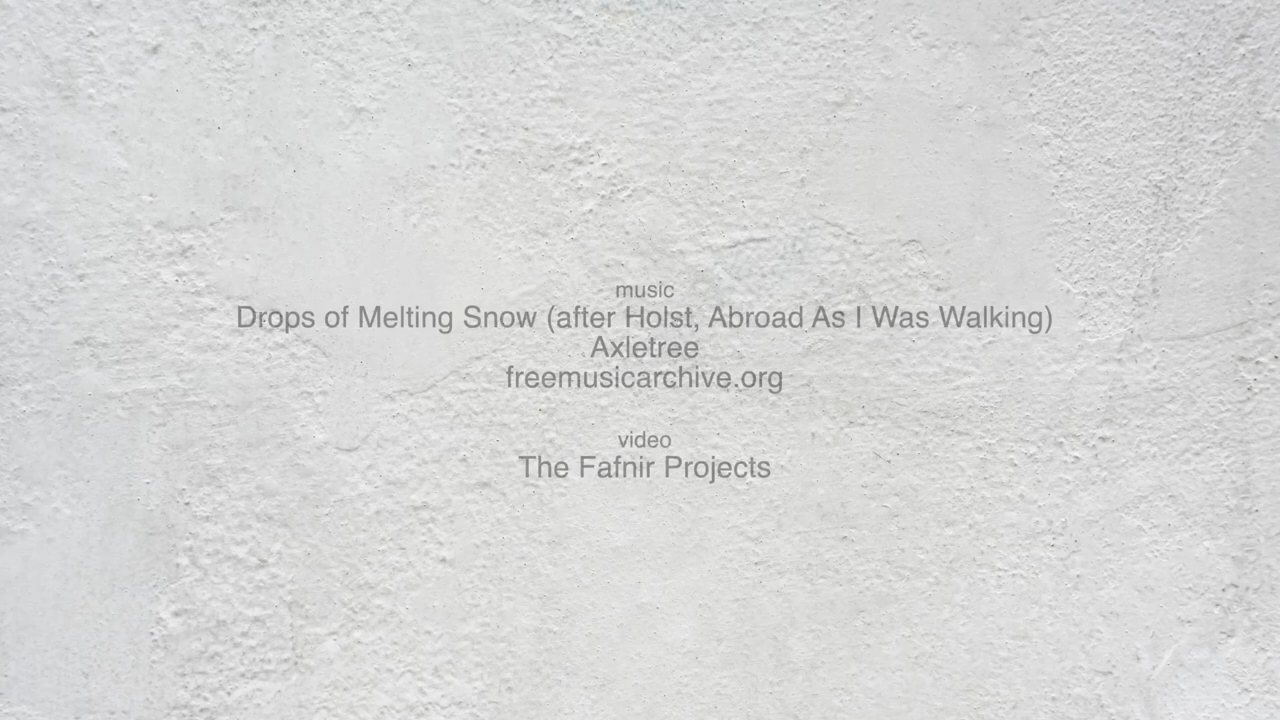 music
Drops of Melting Snow (after Holst, Abroad As I Was Walking)
Axletree
freemusicarchive.org
video
The Fafnir Projects